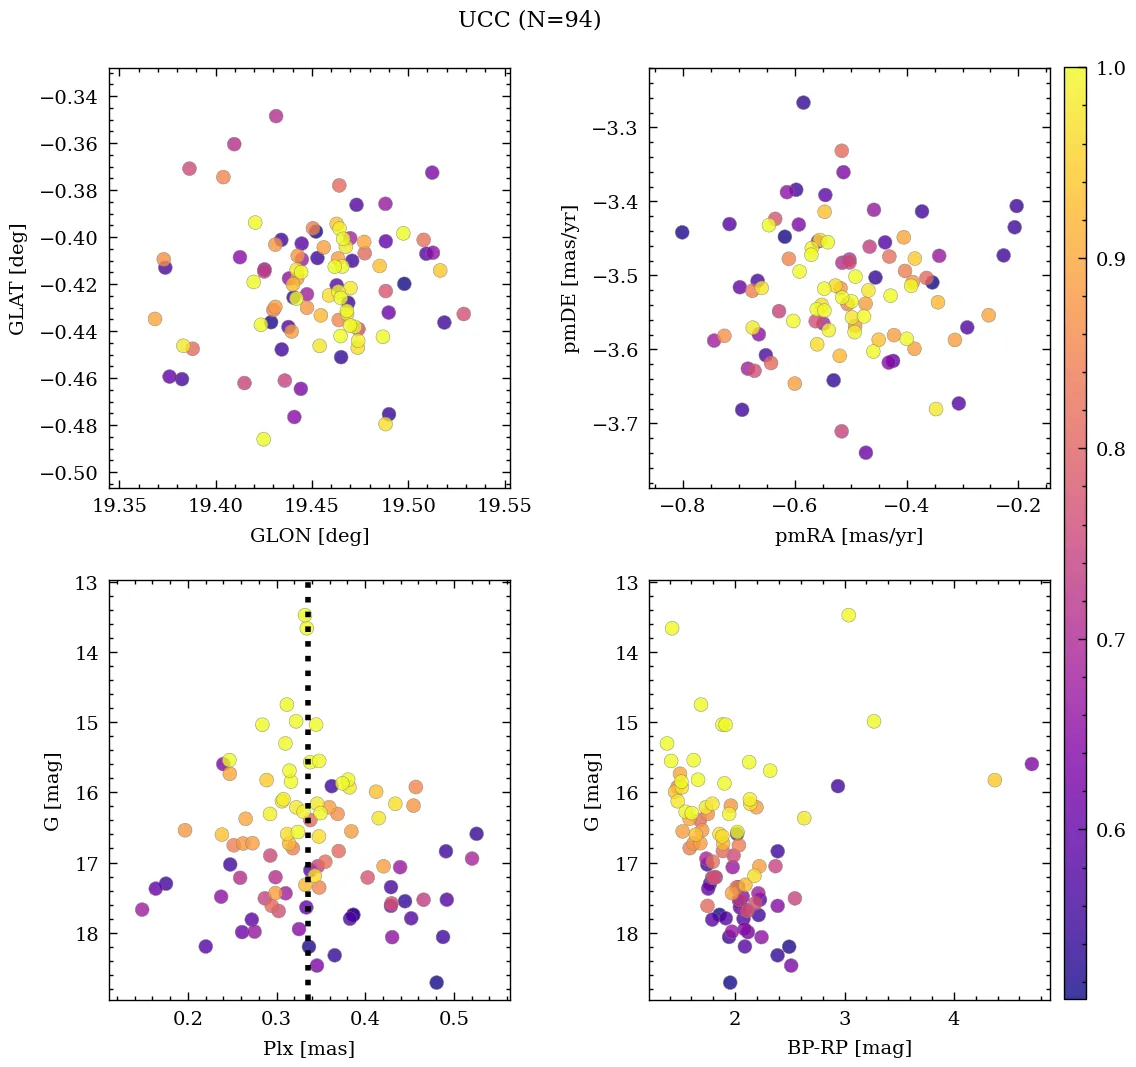 UCC (N=94)
−0.34
−0.36
−0.38
−0.40
−0.42
−0.44
−0.46
−0.48
−0.50
GLAT [deg]
19.35 19.40 19.45 19.50 19.55
GLON [deg]
−3.3
−3.4
−3.5
−3.6
−3.7
pmDE [mas/yr]
−0.8 −0.6 −0.4 −0.2
pmRA [mas/yr]
13
14
15
16
17
18
G [mag]
0.2 0.3 0.4 0.5
Plx [mas]
13
14
15
16
17
18
G [mag]
2 3 4
BP-RP [mag]
1.0
0.9
0.8
0.7
0.6